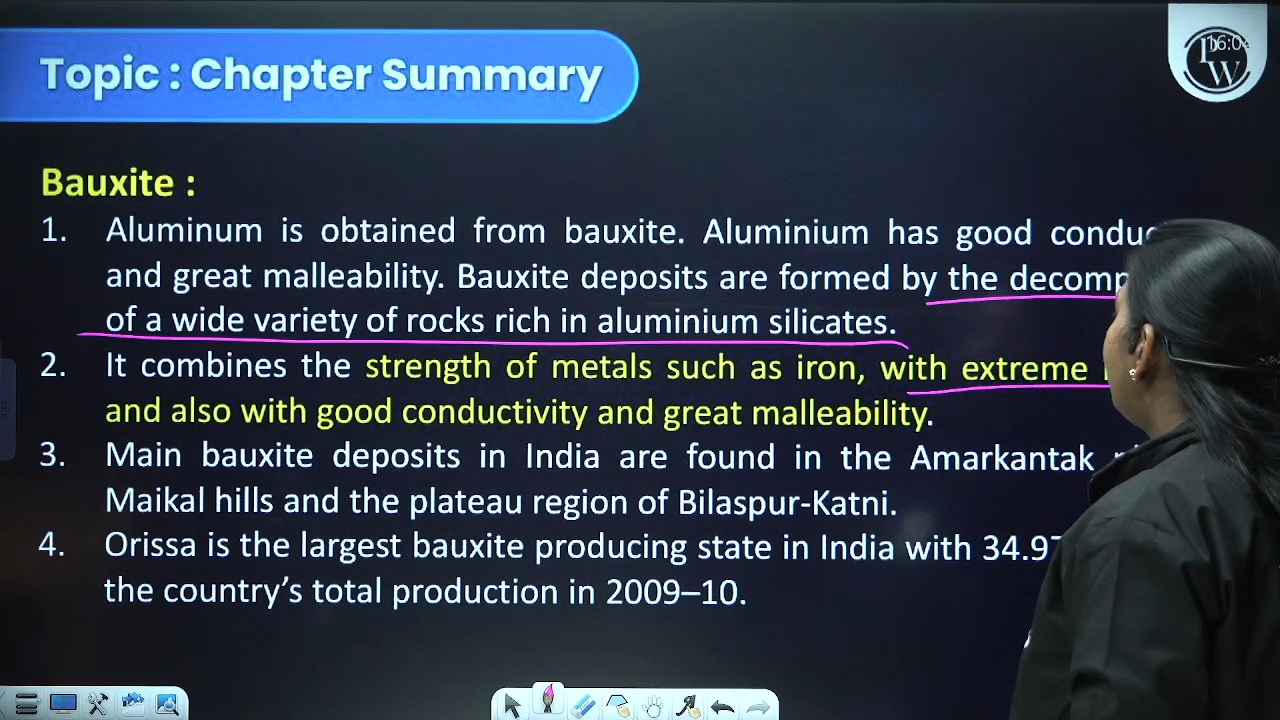 Topic : Chapter Summary
16:0
Bauxite :
1. Aluminum is obtained from bauxite. Aluminium has good
and great malleability. Bauxite deposits are formed by the
of a wide variety of rocks rich in aluminium silicates.
2. It combines the strength of metals such as iron, with extreme
and also with good conductivity and great malleability.
3. Main bauxite deposits in India are found in the Amarkantak
Maikal hills and the plateau region of Bilaspur-Katni.
4. Orissa is the largest bauxite producing state in India with 34.97
the country's total production in 2009–10.